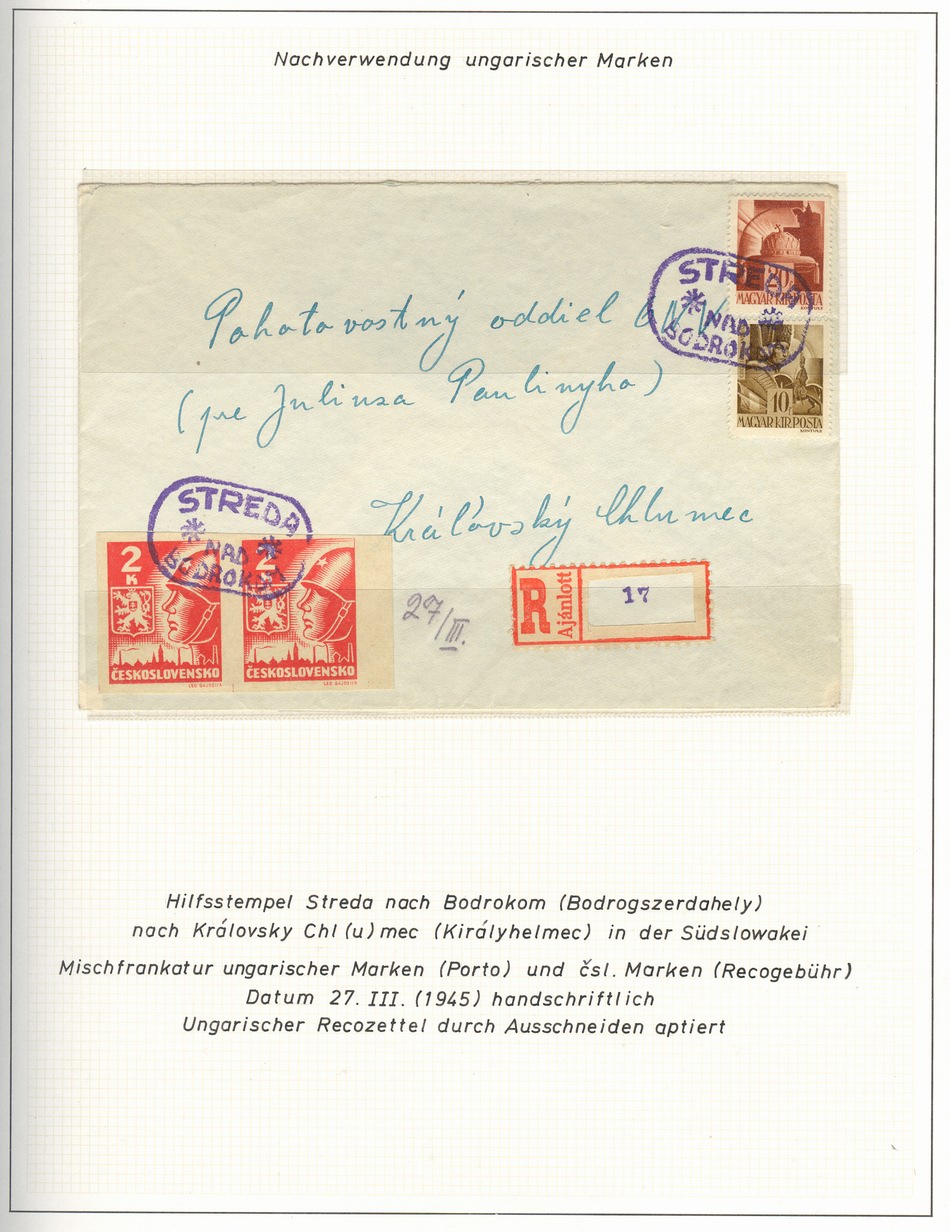 Nachverwendung ungarischer Marken
20
MAGYAR KIR POSTA
STREDA
NAD
BODROKOM
Pohotovostný oddiel
10
MAGYAR KIR POSTA
(pre Juliusa Paulinyho)
Kráľovský Chlumec
STREDA
NAD
BODROKOM
2 K
2
ČESKOSLOVENSKO
ČESKOSLOVENSKO
27/III.
R
Ajánlott
17
Hilfsstempel Streda nach Bodrokom (Bodrogszerdahely)
nach Královsky Chl(u)mec (Királyhelmec) in der Südslowakei
Mischfrankatur ungarischer Marken (Porto) und čsl. Marken (Recogebühr)
Datum 27. III. (1945) handschriftlich
Ungarischer Recozettel durch Ausschneiden aptiert